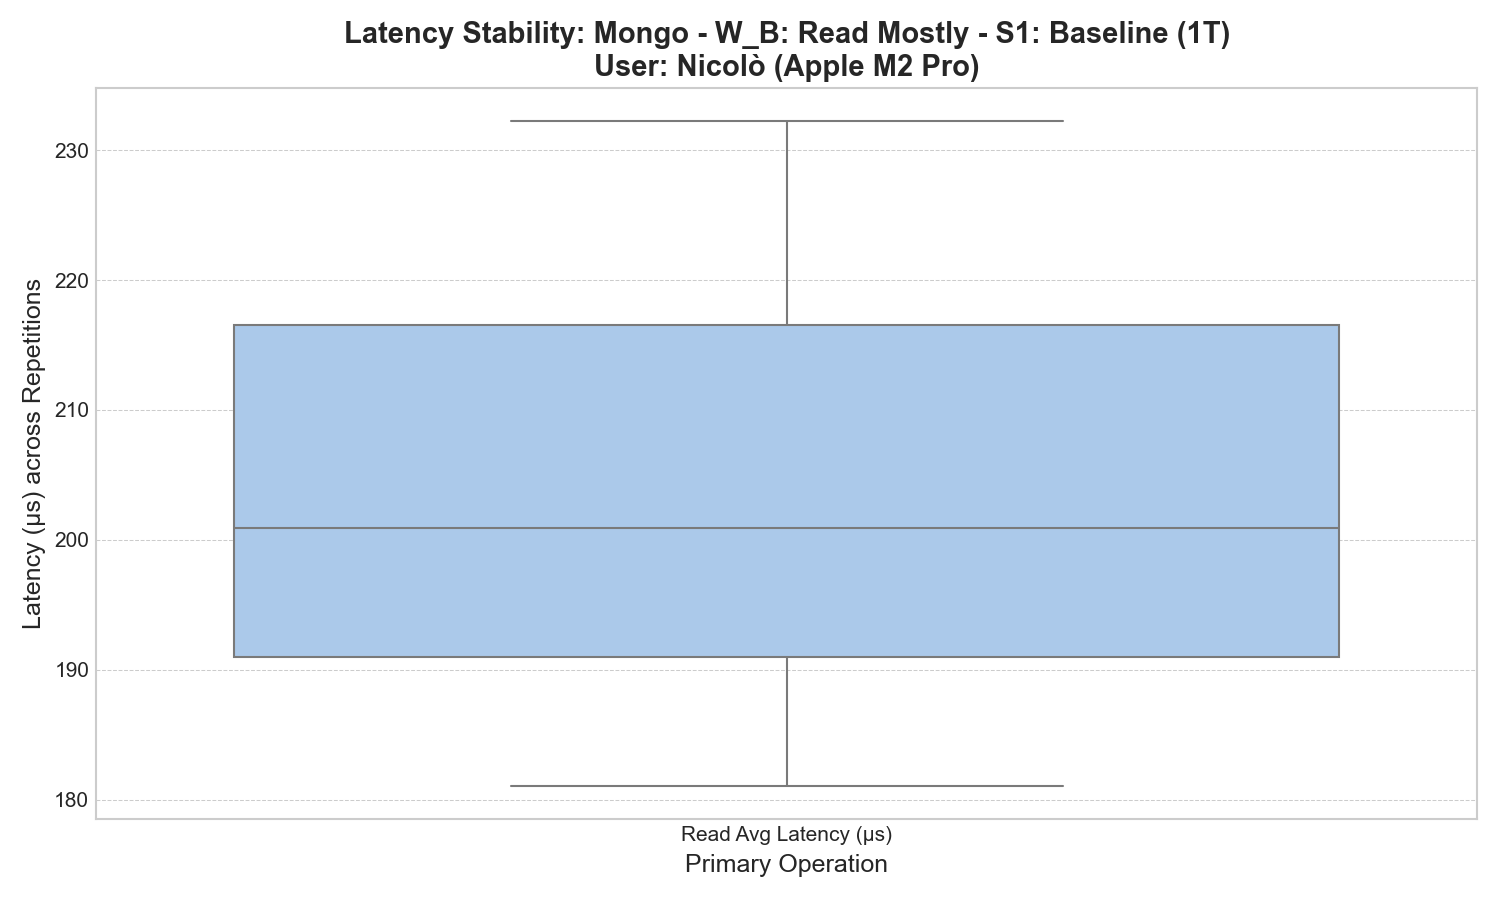 Latency Stability: Mongo - W_B: Read Mostly - S1: Baseline (1T)
User: Nicolò (Apple M2 Pro)
Latency (μs) across Repetitions
230
220
210
200
190
180
Read Avg Latency (μs)
Primary Operation